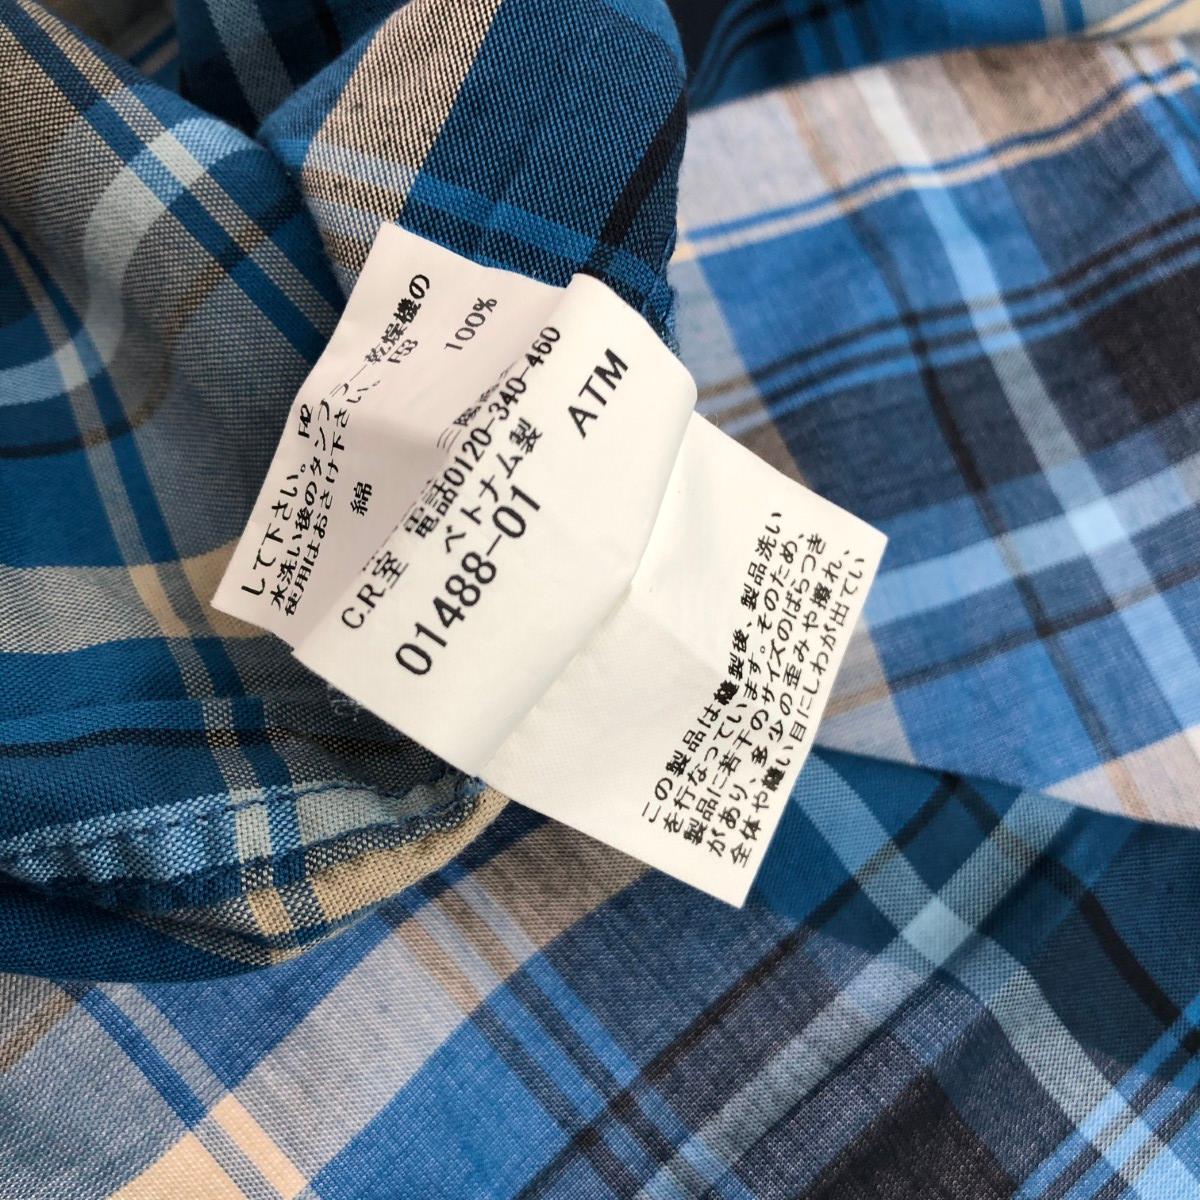 して下さい。 F42
水洗い後のタンブラー乾燥機の
使用はおさけ下さい、 F53
綿 100%
C.R室 電話0120-340-460
ベトナム製
01488-01 ATM
この製品は縫製後、製品洗い
を行なっています。そのため、
製品に若干のサイズのばらつき
があり、多少の歪みや擦れ、
全体や縫い目にしわが出てい